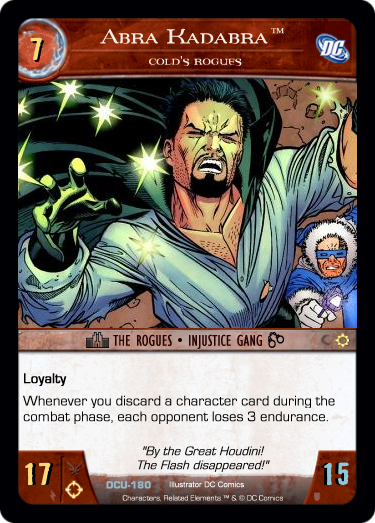 7
ABRA KADABRA™
COLD'S ROGUES
DC
THE ROGUES • INJUSTICE GANG
Loyalty
Whenever you discard a character card during the
combat phase, each opponent loses 3 endurance.
"By the Great Houdini!
The Flash disappeared!"
17
DCU-180 Illustrator DC Comics
15
Characters, Related Elements ™ & © DC Comics